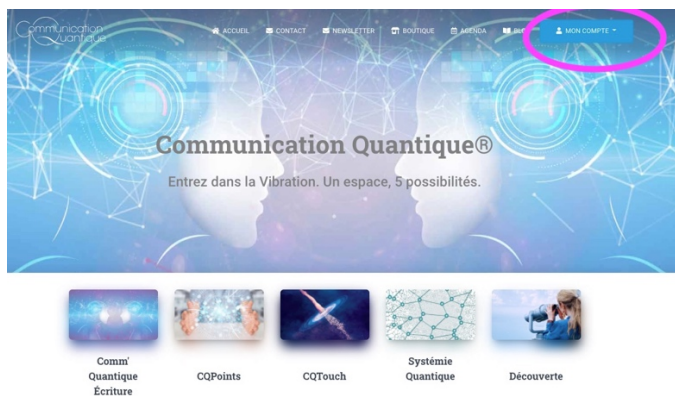 Communication
Quantique
ACCUEIL CONTACT NEWSLETTER BOUTIQUE AGENDA MON COMPTE
Communication Quantique®
Entrez dans la Vibration. Un espace, 5 possibilités.
Comm'
Quantique
Écriture
CQPoints
CQTouch
Systémie
Quantique
Découverte